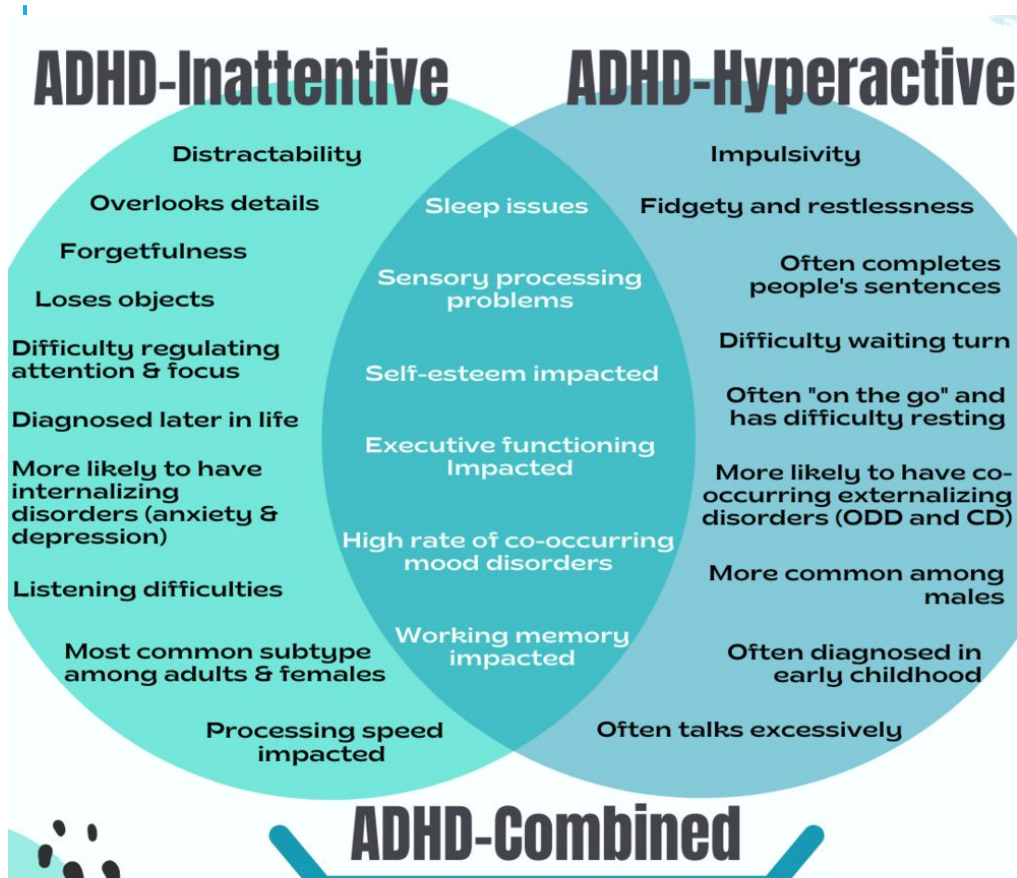 ADHD-Inattentive
Distractability
Overlooks details
Forgetfulness
Loses objects
Difficulty regulating
attention & focus
Diagnosed later in life
More likely to have
internalizing
disorders (anxiety &
depression)
Listening difficulties
Most common subtype
among adults & females
Processing speed
impacted
Sleep issues
Sensory processing
problems
Self-esteem impacted
Executive functioning
Impacted
High rate of co-occurring
mood disorders
Working memory
impacted
ADHD-Hyperactive
Impulsivity
Fidgety and restlessness
Often completes
people's sentences
Difficulty waiting turn
Often "on the go" and
has difficulty resting
More likely to have co-
occurring externalizing
disorders (ODD and CD)
More common among
males
Often diagnosed in
early childhood
Often talks excessively
ADHD-Combined